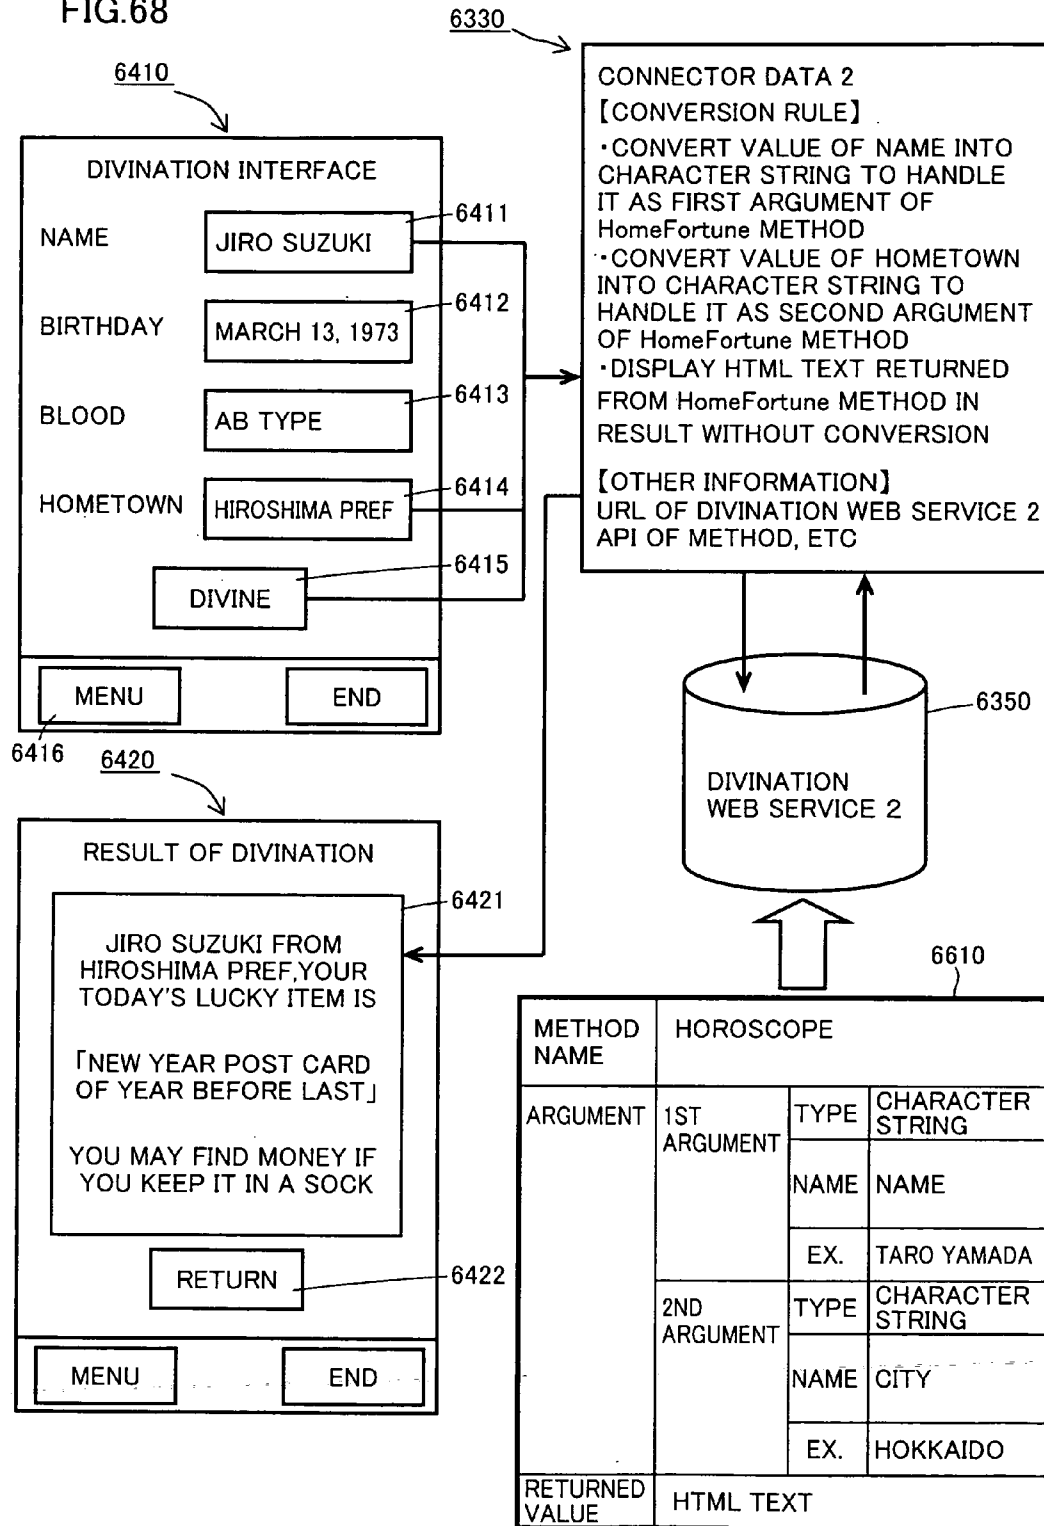 FIG.68
6330
6410
DIVINATION INTERFACE
NAME
JIRO SUZUKI
6411
BIRTHDAY
MARCH 13, 1973
6412
BLOOD
AB TYPE
6413
HOMETOWN
HIROSHIMA PREF
6414
DIVINE
6415
MENU
END
6416
CONNECTOR DATA 2
【CONVERSION RULE】
・CONVERT VALUE OF NAME INTO
CHARACTER STRING TO HANDLE
IT AS FIRST ARGUMENT OF
HomeFortune METHOD
・CONVERT VALUE OF HOMETOWN
INTO CHARACTER STRING TO
HANDLE IT AS SECOND ARGUMENT
OF HomeFortune METHOD
・DISPLAY HTML TEXT RETURNED
FROM HomeFortune METHOD IN
RESULT WITHOUT CONVERSION
【OTHER INFORMATION】
URL OF DIVINATION WEB SERVICE 2
API OF METHOD, ETC
6350
DIVINATION
WEB SERVICE 2
6420
RESULT OF DIVINATION
6421
JIRO SUZUKI FROM
HIROSHIMA PREF,YOUR
TODAY'S LUCKY ITEM IS
「NEW YEAR POST CARD
OF YEAR BEFORE LAST」
YOU MAY FIND MONEY IF
YOU KEEP IT IN A SOCK
RETURN
6422
MENU
END
6610
METHOD
NAME
HOROSCOPE
ARGUMENT
1ST
ARGUMENT
TYPE
CHARACTER
STRING
NAME
NAME
EX.
TARO YAMADA
2ND
ARGUMENT
TYPE
CHARACTER
STRING
NAME
CITY
EX.
HOKKAIDO
RETURNED
VALUE
HTML TEXT